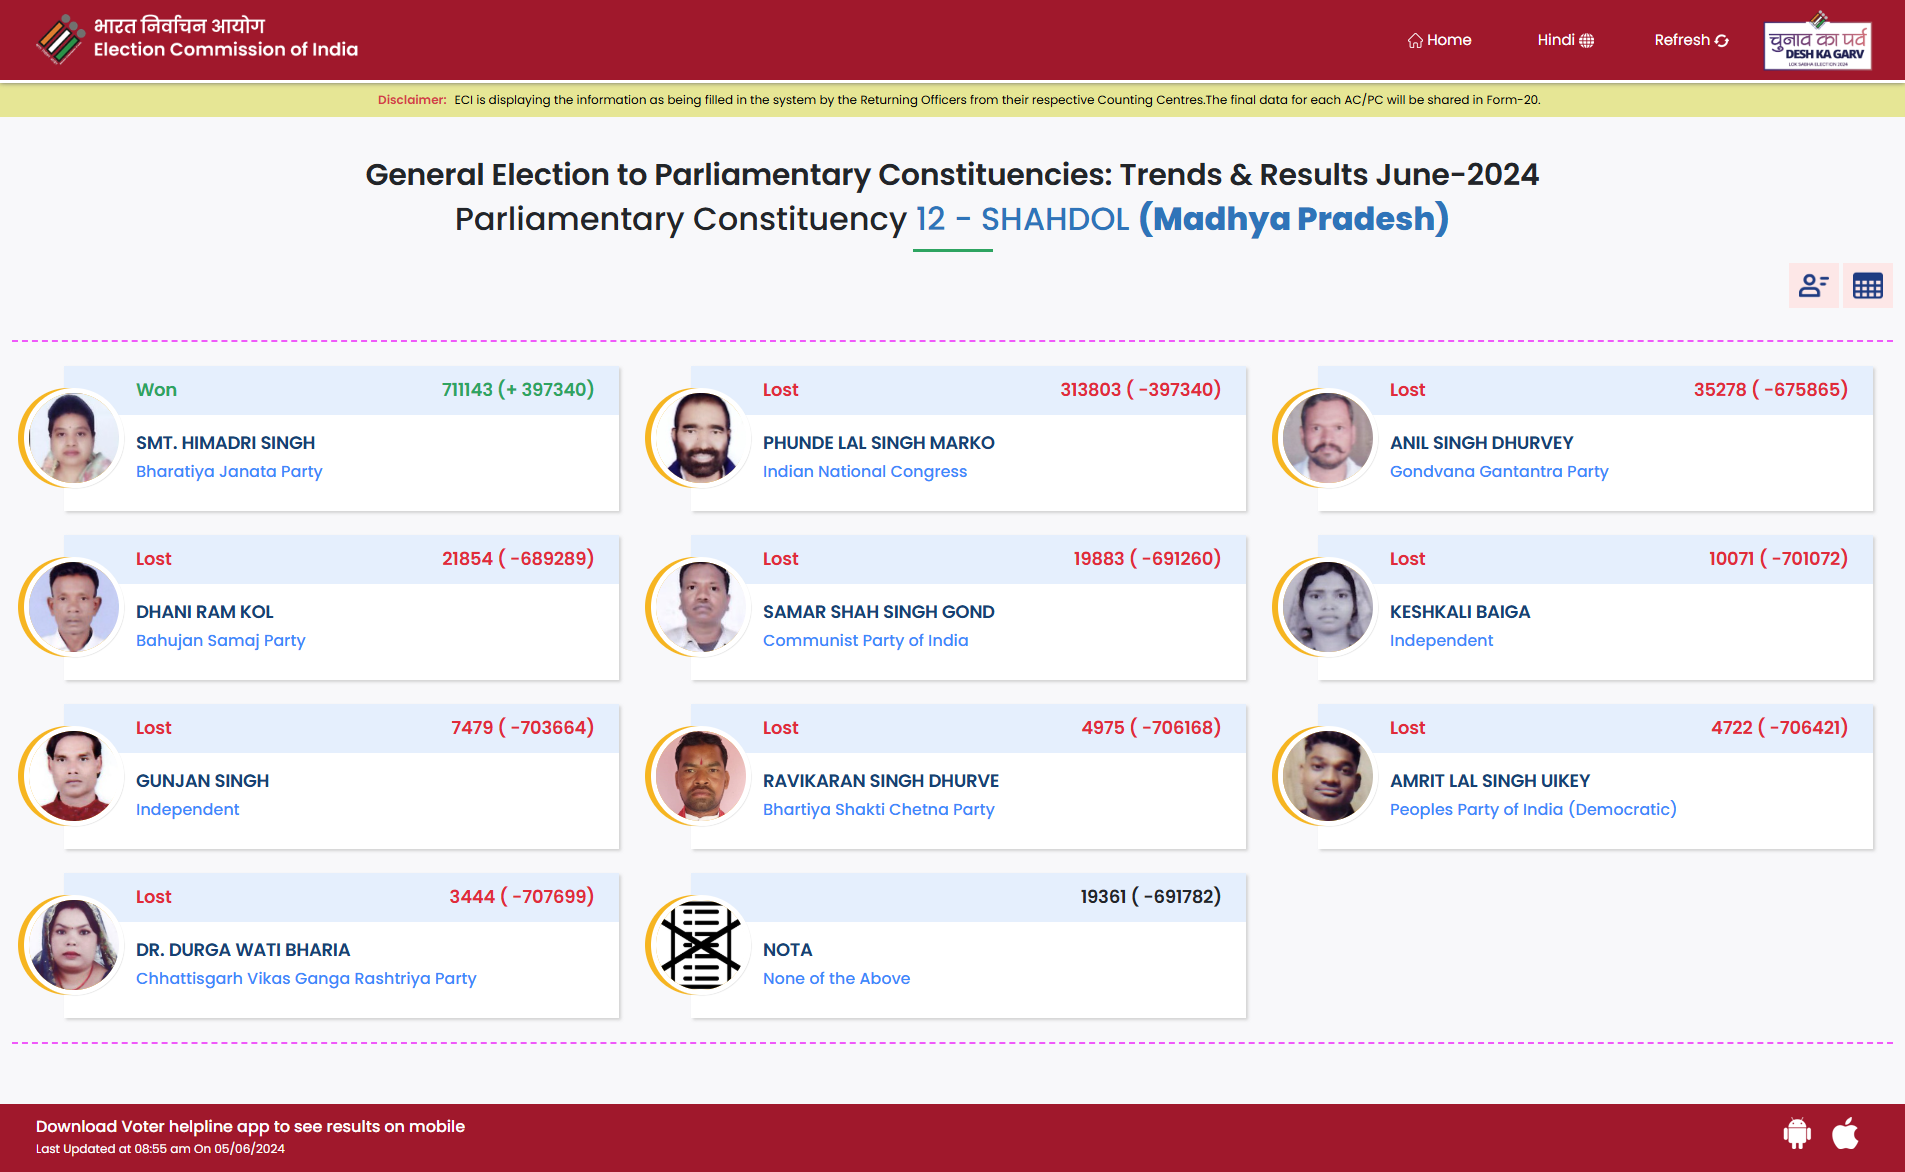 भारत निर्वाचन आयोग
Election Commission of India
Home
Hindi
Refresh
चुनाव का पर्व
DESH KA GARV
LOK SABHA ELECTION 2024
Disclaimer: ECI is displaying the information as being filled in the system by the Returning Officers from their respective Counting Centres.The final data for each AC/PC will be shared in Form-20.
General Election to Parliamentary Constituencies: Trends & Results June-2024
Parliamentary Constituency 12 - SHAHDOL (Madhya Pradesh)
Won 711143 (+ 397340)
SMT. HIMADRI SINGH
Bharatiya Janata Party
Lost 313803 ( -397340)
PHUNDE LAL SINGH MARKO
Indian National Congress
Lost 35278 ( -675865)
ANIL SINGH DHURVEY
Gondvana Gantantra Party
Lost 21854 ( -689289)
DHANI RAM KOL
Bahujan Samaj Party
Lost 19883 ( -691260)
SAMAR SHAH SINGH GOND
Communist Party of India
Lost 10071 ( -701072)
KESHKALI BAIGA
Independent
Lost 7479 ( -703664)
GUNJAN SINGH
Independent
Lost 4975 ( -706168)
RAVIKARAN SINGH DHURVE
Bhartiya Shakti Chetna Party
Lost 4722 ( -706421)
AMRIT LAL SINGH UIKEY
Peoples Party of India (Democratic)
Lost 3444 ( -707699)
DR. DURGA WATI BHARIA
Chhattisgarh Vikas Ganga Rashtriya Party
19361 ( -691782)
NOTA
None of the Above
Download Voter helpline app to see results on mobile
Last Updated at 08:55 am On 05/06/2024